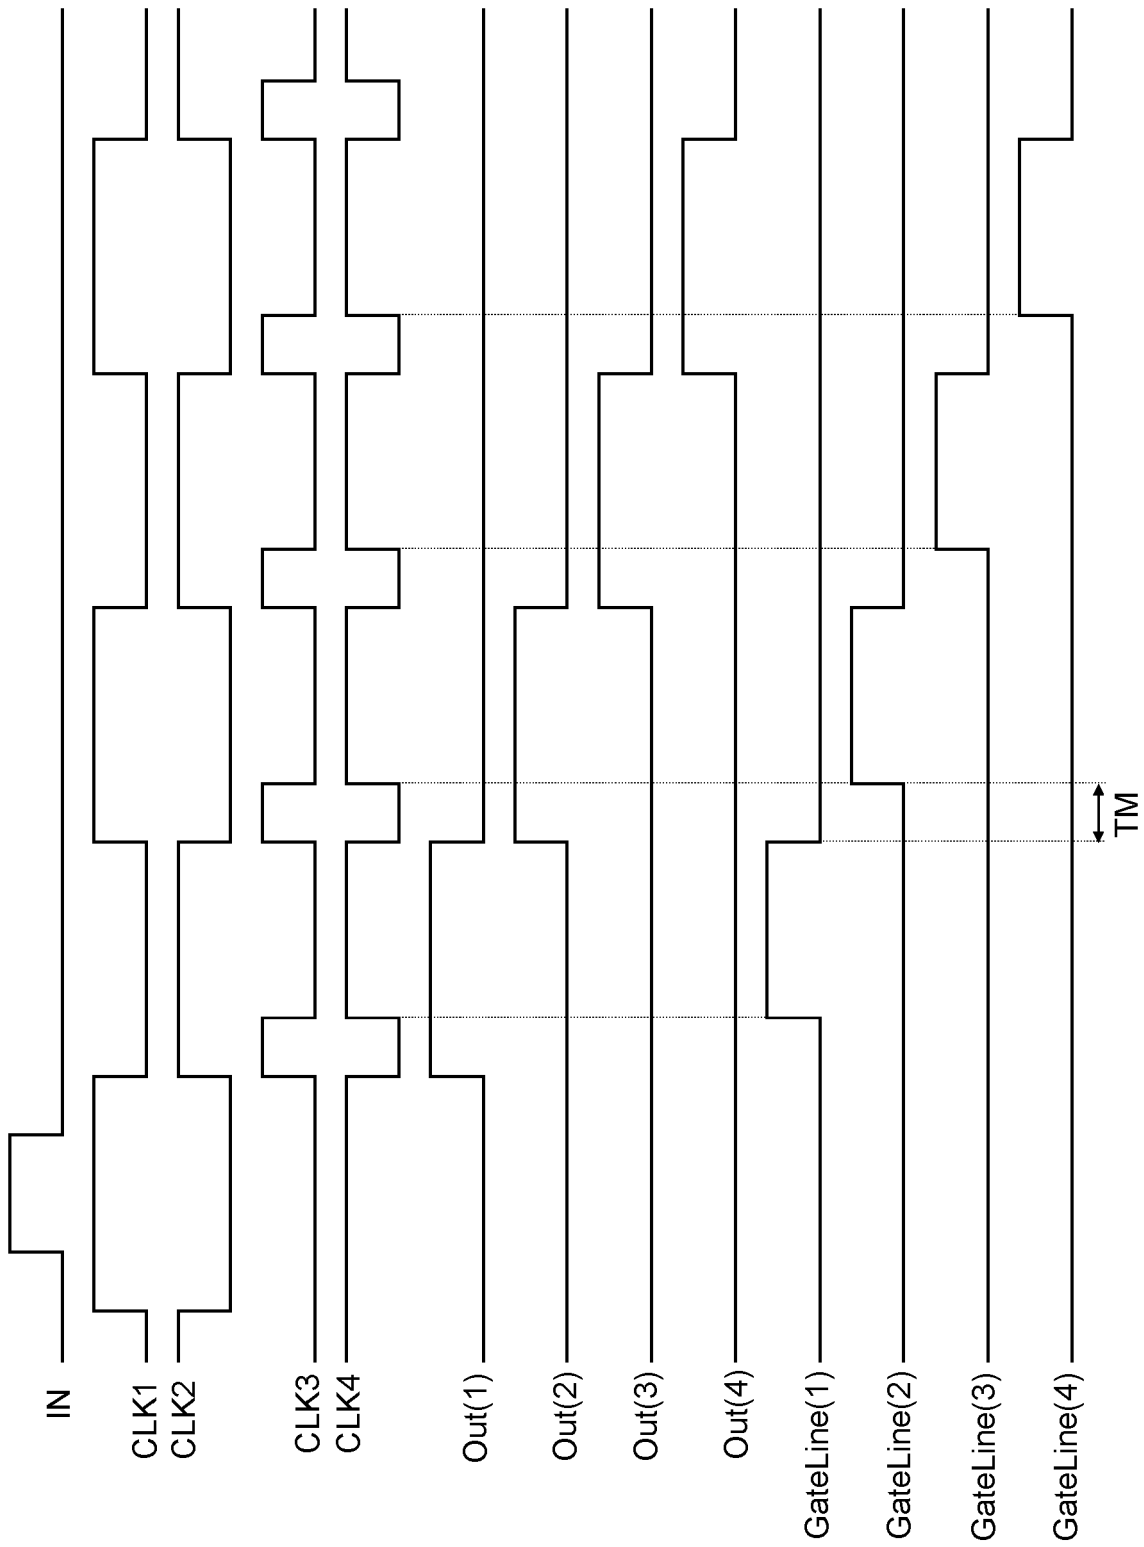 IN
CLK1
CLK2
CLK3
CLK4
Out(1)
Out(2)
Out(3)
Out(4)
GateLine(1)
GateLine(2)
GateLine(3)
GateLine(4)
TM